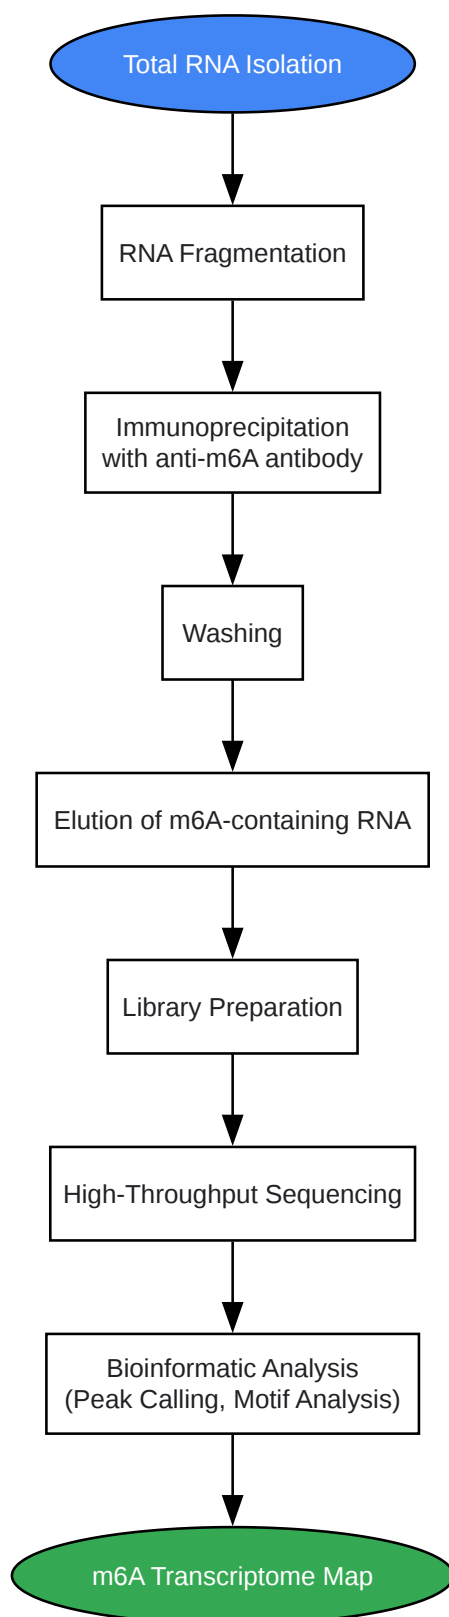 Total RNA Isolation
RNA Fragmentation
Immunoprecipitation
with anti-m6A antibody
Washing
Elution of m6A-containing RNA
Library Preparation
High-Throughput Sequencing
Bioinformatic Analysis
(Peak Calling, Motif Analysis)
m6A Transcriptome Map